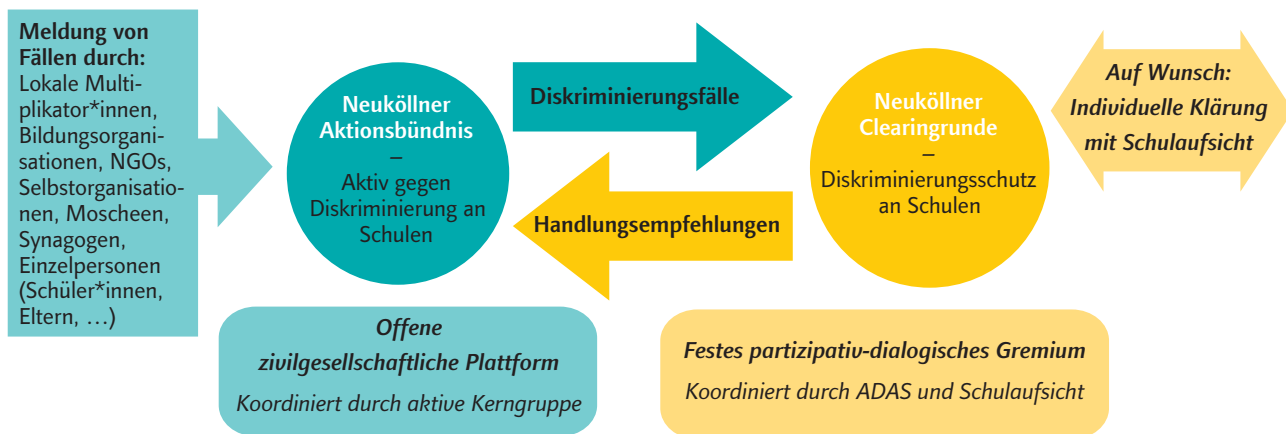 Meldung von
Fällen durch:
Lokale Multi-
plikator*innen,
Bildungsorgani-
sationen, NGOs,
Selbstorganisatio-
nen, Moscheen,
Synagogen,
Einzelpersonen
(Schüler*innen,
Eltern, …)
Neuköllner
Aktionsbündnis
–
Aktiv gegen
Diskriminierung an
Schulen
Diskriminierungsfälle
Handlungsempfehlungen
Neuköllner
Clearingrunde
–
Diskriminierungsschutz
an Schulen
Auf Wunsch:
Individuelle Klärung
mit Schulaufsicht
Offene
zivilgesellschaftliche Plattform
Koordiniert durch aktive Kerngruppe
Festes partizipativ-dialogisches Gremium
Koordiniert durch ADAS und Schulaufsicht